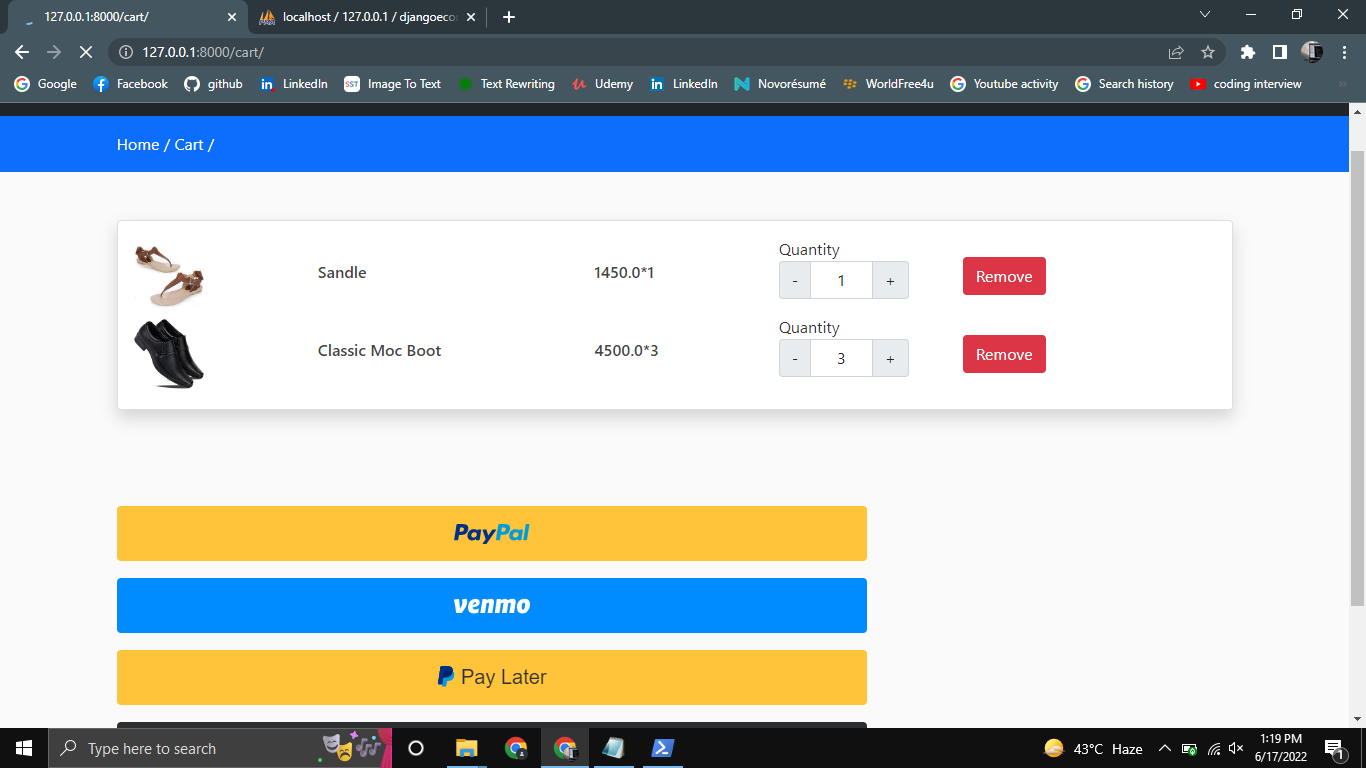 127.0.0.1:8000/cart/
localhost / 127.0.0.1 / djangoeco
127.0.0.1:8000/cart/
Google Facebook github LinkedIn SST Image To Text Text Rewriting Udemy LinkedIn Novorésumé WorldFree4u Youtube activity Search history coding interview »
Home / Cart /
Quantity
Sandle 1450.0*1 - 1 + Remove
Quantity
Classic Moc Boot 4500.0*3 - 3 + Remove
PayPal
venmo
Pay Later
Type here to search
43°C Haze
1:19 PM
6/17/2022
1